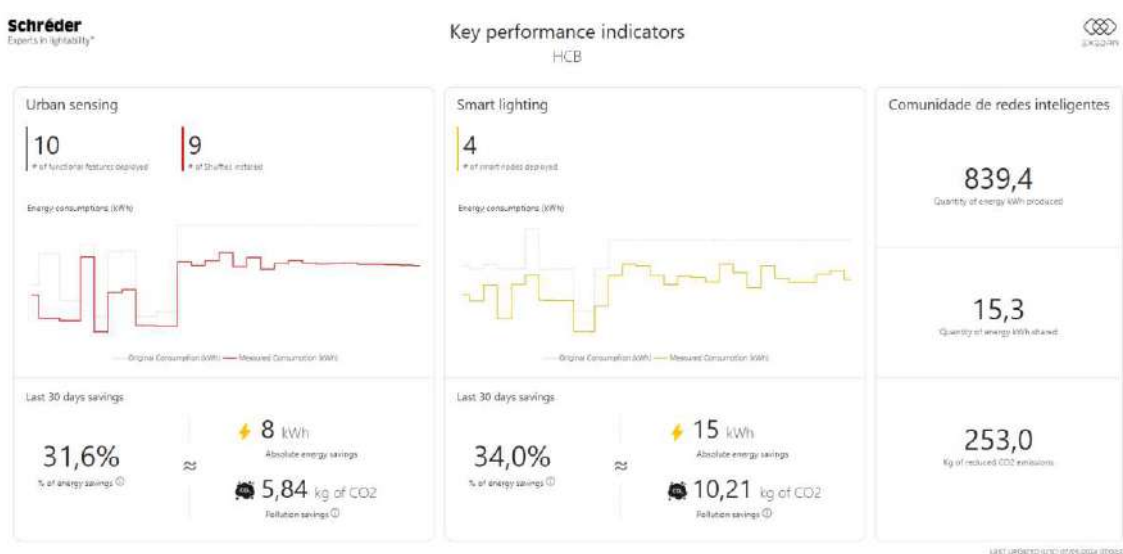 Schréder
Experts in lightability™
Key performance indicators
HCB
Urban sensing
10
# of functional features deployed
9
# of Shuffles installed
Energy consumptions (kWh)
Original Consumption (kWh) Measured Consumption (kWh)
Last 30 days savings
31,6%
% of energy savings
≈
8 kWh
Absolute energy savings
CO₂
5,84 kg of CO2
Pollution savings
Smart lighting
4
# of smart nodes deployed
Energy consumptions (kWh)
Original Consumption (kWh) Measured Consumption (kWh)
Last 30 days savings
34,0%
% of energy savings
≈
15 kWh
Absolute energy savings
CO₂
10,21 kg of CO2
Pollution savings
Comunidade de redes inteligentes
839,4
Quantity of energy kWh produced
15,3
Quantity of energy kWh shared
253,0
Kg of reduced CO2 emissions